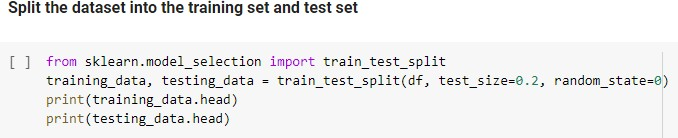 Split the dataset into the training set and test set
[ ] from sklearn.model_selection import train_test_split
training_data, testing_data = train_test_split(df, test_size=0.2, random_state=0)
print(training_data.head)
print(testing_data.head)